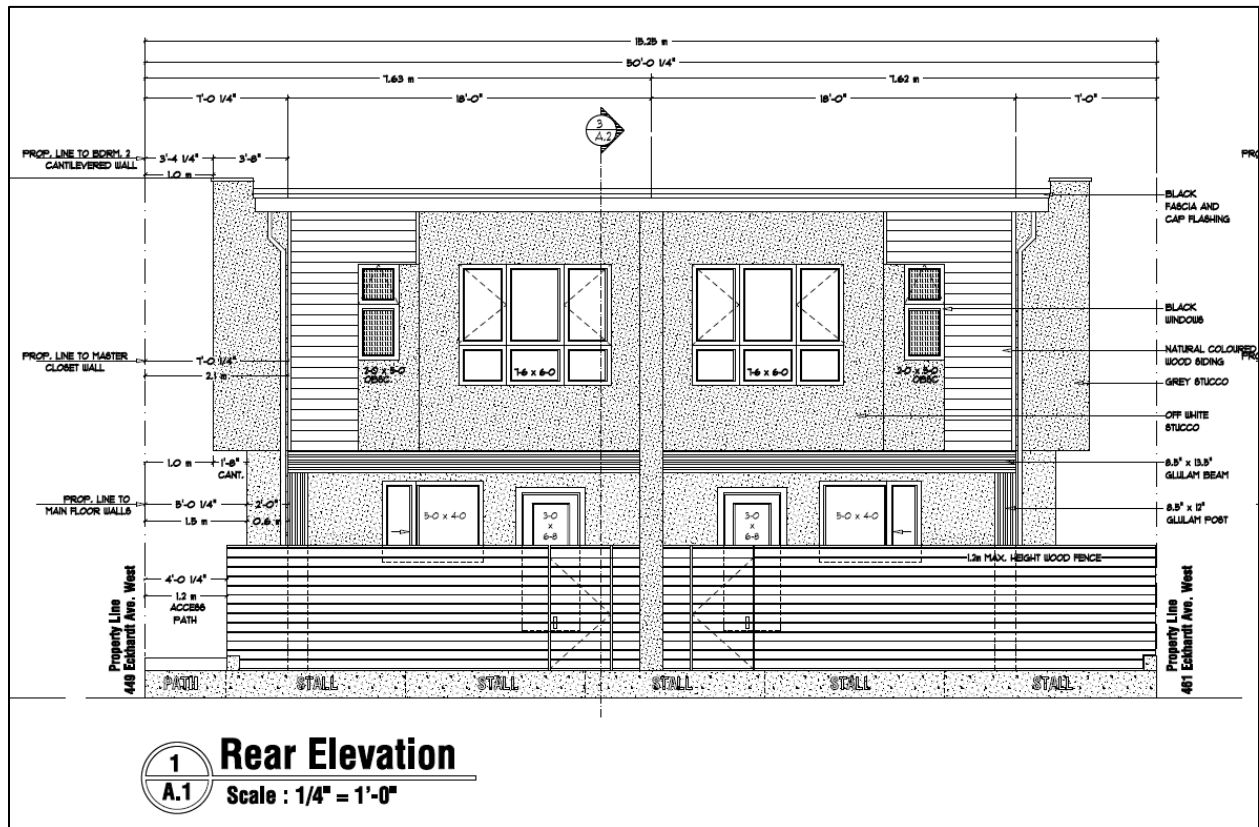 15.25 m
50'-0 1/4"
7.63 m
7.62 m
7'-0 1/4"
18'-0"
18'-0"
7'-0"
3
A.2
PROP. LINE TO BDRM. 2
CANTILEVERED WALL
3'-4 1/4"
3'-8"
1.0 m
PRO
BLACK
FASCIA AND
CAP FLASHING
BLACK
WINDOWS
PROP. LINE TO MASTER
CLOSET WALL
7'-0 1/4"
2.1 m
2-0 x 5-0
OBSC.
7-6 x 6-0
7-6 x 6-0
2-0 x 5-0
OBSC.
NATURAL COLOURED
WOOD SIDING
PRO
GREY STUCCO
OFF WHITE
STUCCO
1.0 m
1'-8"
CANT.
3.5" x 13.5"
GLULAM BEAM
PROP. LINE TO
MAIN FLOOR WALLS
5'-0 1/4"
2'-0"
1.5 m
0.6 m
5-0 x 4-0
3-0
x
6-8
3-0
x
6-8
5-0 x 4-0
GLULAM POST
1.2m MAX. HEIGHT WOOD FENCE
4'-0 1/4"
1.2 m
ACCESS
PATH
Property Line
449 Eckhardt Ave. West
Property Line
461 Eckhardt Ave. West
PATH
STALL
STALL
STALL
STALL
STALL
1
A.1
Rear Elevation
Scale : 1/4" = 1'-0"